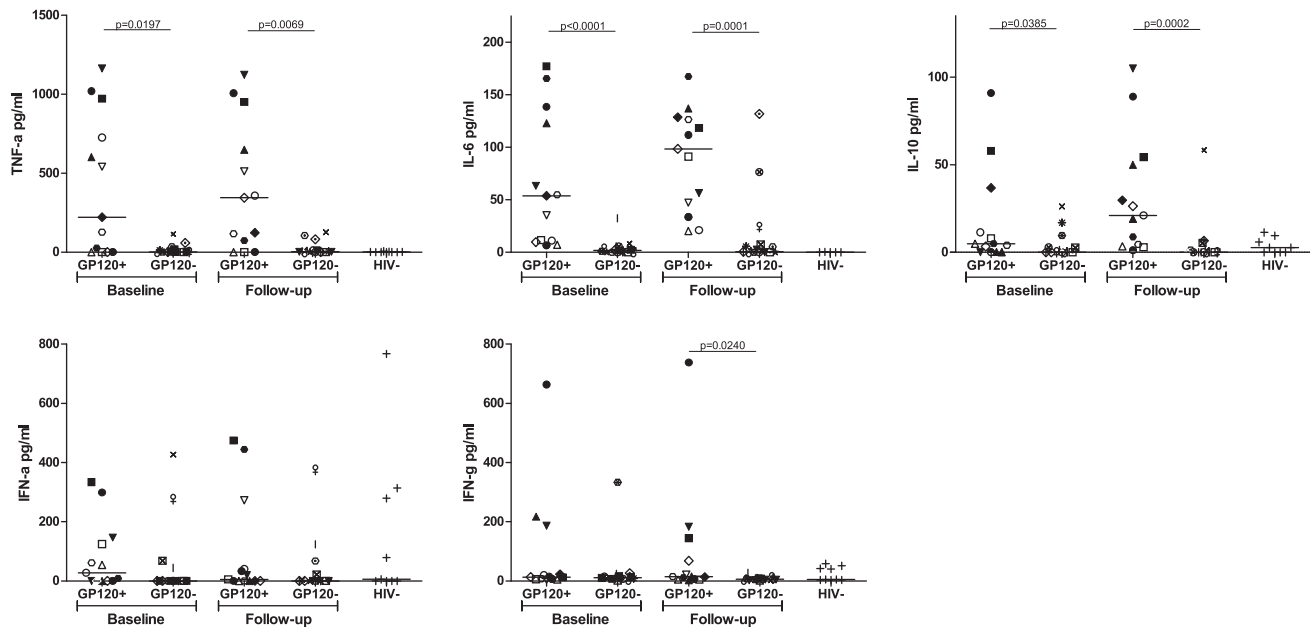 TNF-a pg/ml
1500
1000
500
0
p=0.0197
p=0.0069
GP120+ GP120- GP120+ GP120- HIV-
Baseline Follow-up
IL-6 pg/ml
200
150
100
50
0
p<0.0001
p=0.0001
GP120+ GP120- GP120+ GP120- HIV-
Baseline Follow-up
IL-10 pg/ml
100
50
0
p=0.0385
p=0.0002
GP120+ GP120- GP120+ GP120- HIV-
Baseline Follow-up
IFN-a pg/ml
800
600
400
200
0
GP120+ GP120- GP120+ GP120- HIV-
Baseline Follow-up
IFN-g pg/ml
800
600
400
200
0
p=0.0240
GP120+ GP120- GP120+ GP120- HIV-
Baseline Follow-up